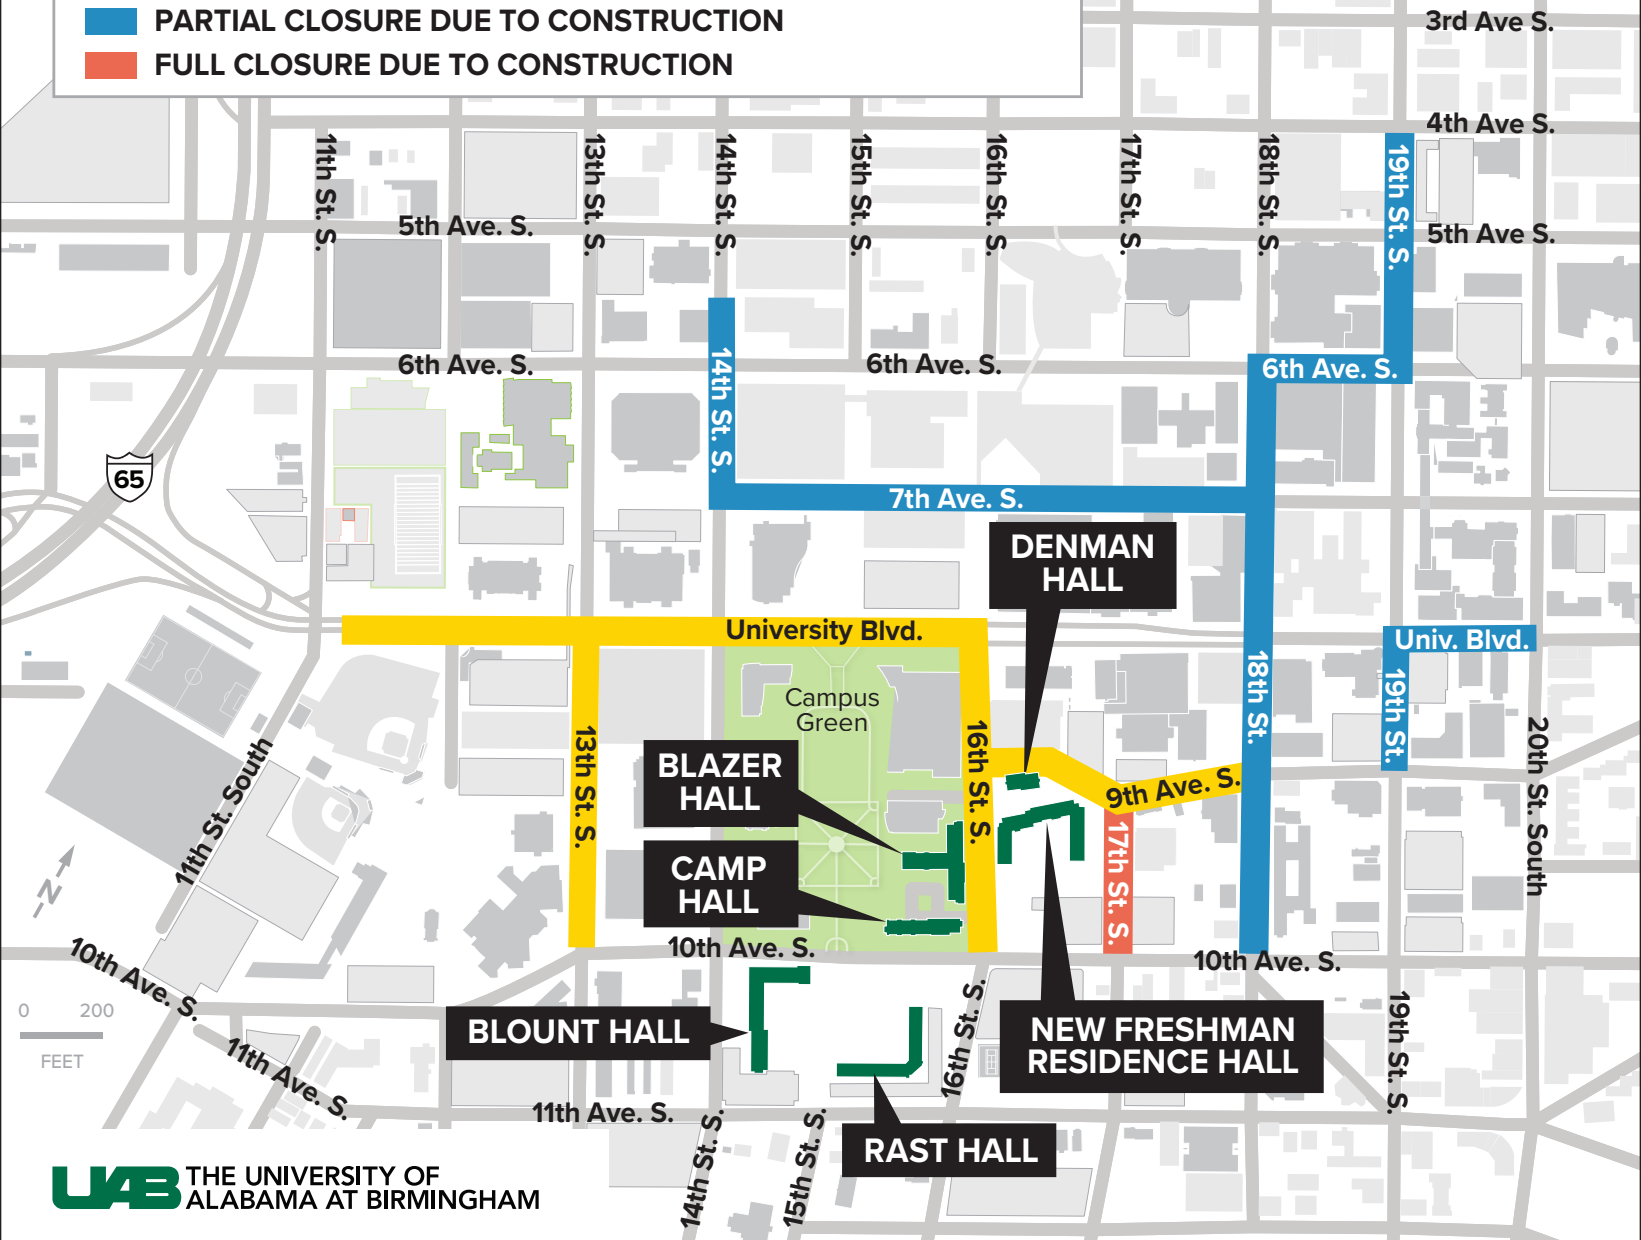 PARTIAL CLOSURE DUE TO CONSTRUCTION
FULL CLOSURE DUE TO CONSTRUCTION
3rd Ave S.
4th Ave S.
11th St. S.
13th St. S.
14th St. S.
15th St. S.
16th St. S.
17th St. S.
18th St. S.
19th St. S.
5th Ave. S.
5th Ave S.
6th Ave. S.
14th St. S.
6th Ave. S.
6th Ave. S.
65
7th Ave. S.
DENMAN
HALL
University Blvd.
Univ. Blvd.
18th St.
19th St.
Campus
Green
13th St. S.
16th St. S.
20th St. South
11th St. South
BLAZER
HALL
9th Ave. S.
17th St. S.
CAMP
HALL
N
10th Ave. S.
10th Ave. S.
10th Ave. S.
0 200
FEET
BLOUNT HALL
16th St. S.
NEW FRESHMAN
RESIDENCE HALL
19th St. S.
11th Ave. S.
11th Ave. S.
14th St. S.
15th St. S.
RAST HALL
UAB
THE UNIVERSITY OF
ALABAMA AT BIRMINGHAM